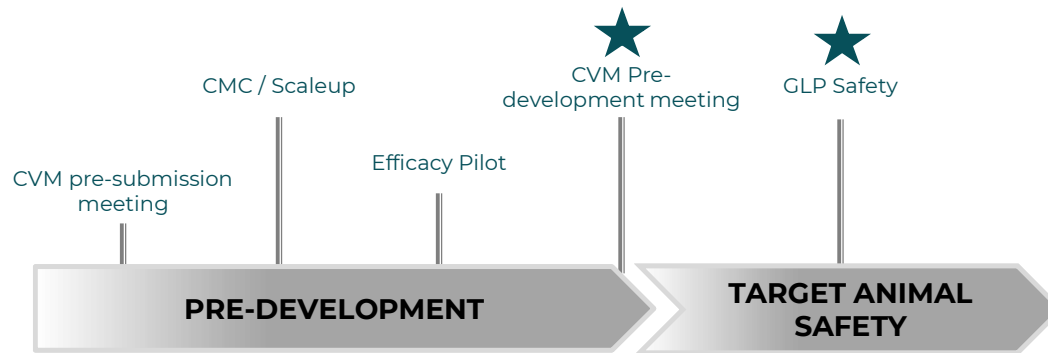 CVM pre-submission
meeting
CMC / Scaleup
Efficacy Pilot
CVM Pre-
development meeting
GLP Safety
PRE-DEVELOPMENT
TARGET ANIMAL
SAFETY